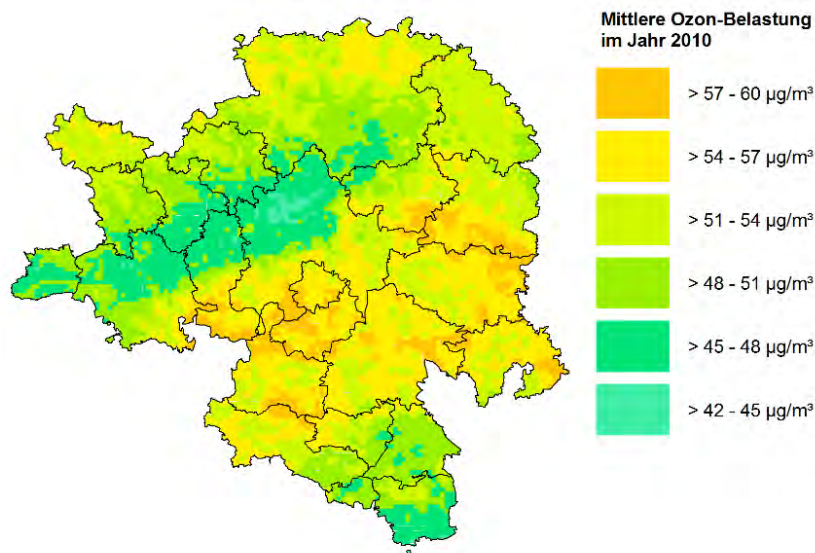 Mittlere Ozon-Belastung
im Jahr 2010
> 57 - 60 µg/m³
> 54 - 57 µg/m³
> 51 - 54 µg/m³
> 48 - 51 µg/m³
> 45 - 48 µg/m³
> 42 - 45 µg/m³